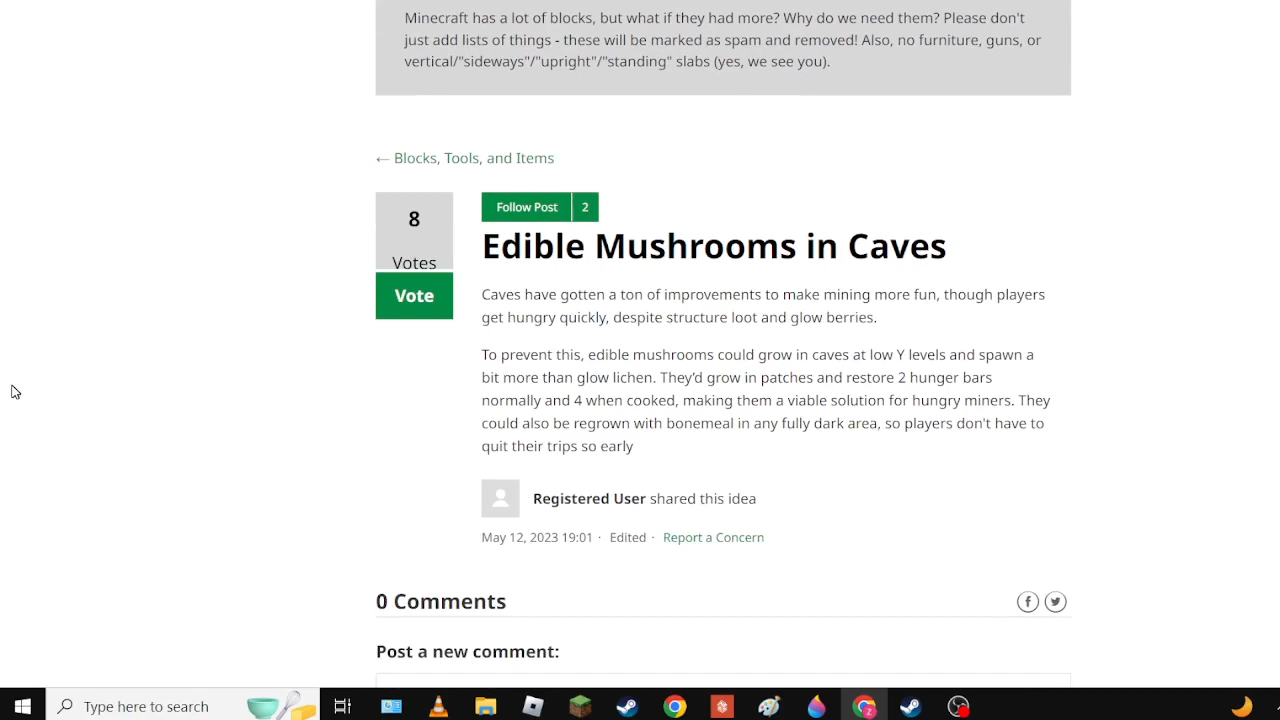 Minecraft has a lot of blocks, but what if they had more? Why do we need them? Please don't
just add lists of things - these will be marked as spam and removed! Also, no furniture, guns, or
vertical/"sideways"/"upright"/"standing" slabs (yes, we see you).
← Blocks, Tools, and Items
8
Votes
Vote
Follow Post 2
Edible Mushrooms in Caves
Caves have gotten a ton of improvements to make mining more fun, though players
get hungry quickly, despite structure loot and glow berries.
To prevent this, edible mushrooms could grow in caves at low Y levels and spawn a
bit more than glow lichen. They'd grow in patches and restore 2 hunger bars
normally and 4 when cooked, making them a viable solution for hungry miners. They
could also be regrown with bonemeal in any fully dark area, so players don't have to
quit their trips so early
Registered User shared this idea
May 12, 2023 19:01 · Edited · Report a Concern
0 Comments
Post a new comment:
Type here to search